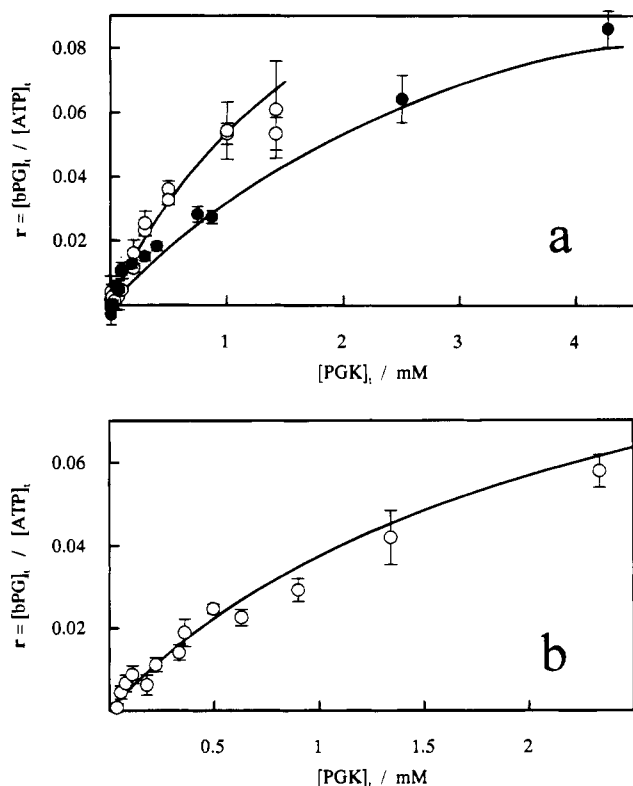 0.08
0.06
0.04
0.02
r = [bPG]t / [ATP]t
a
1 2 3 4
[PGK]t / mM
0.06
0.04
0.02
r = [bPG]t / [ATP]t
b
0.5 1 1.5 2
[PGK]t / mM